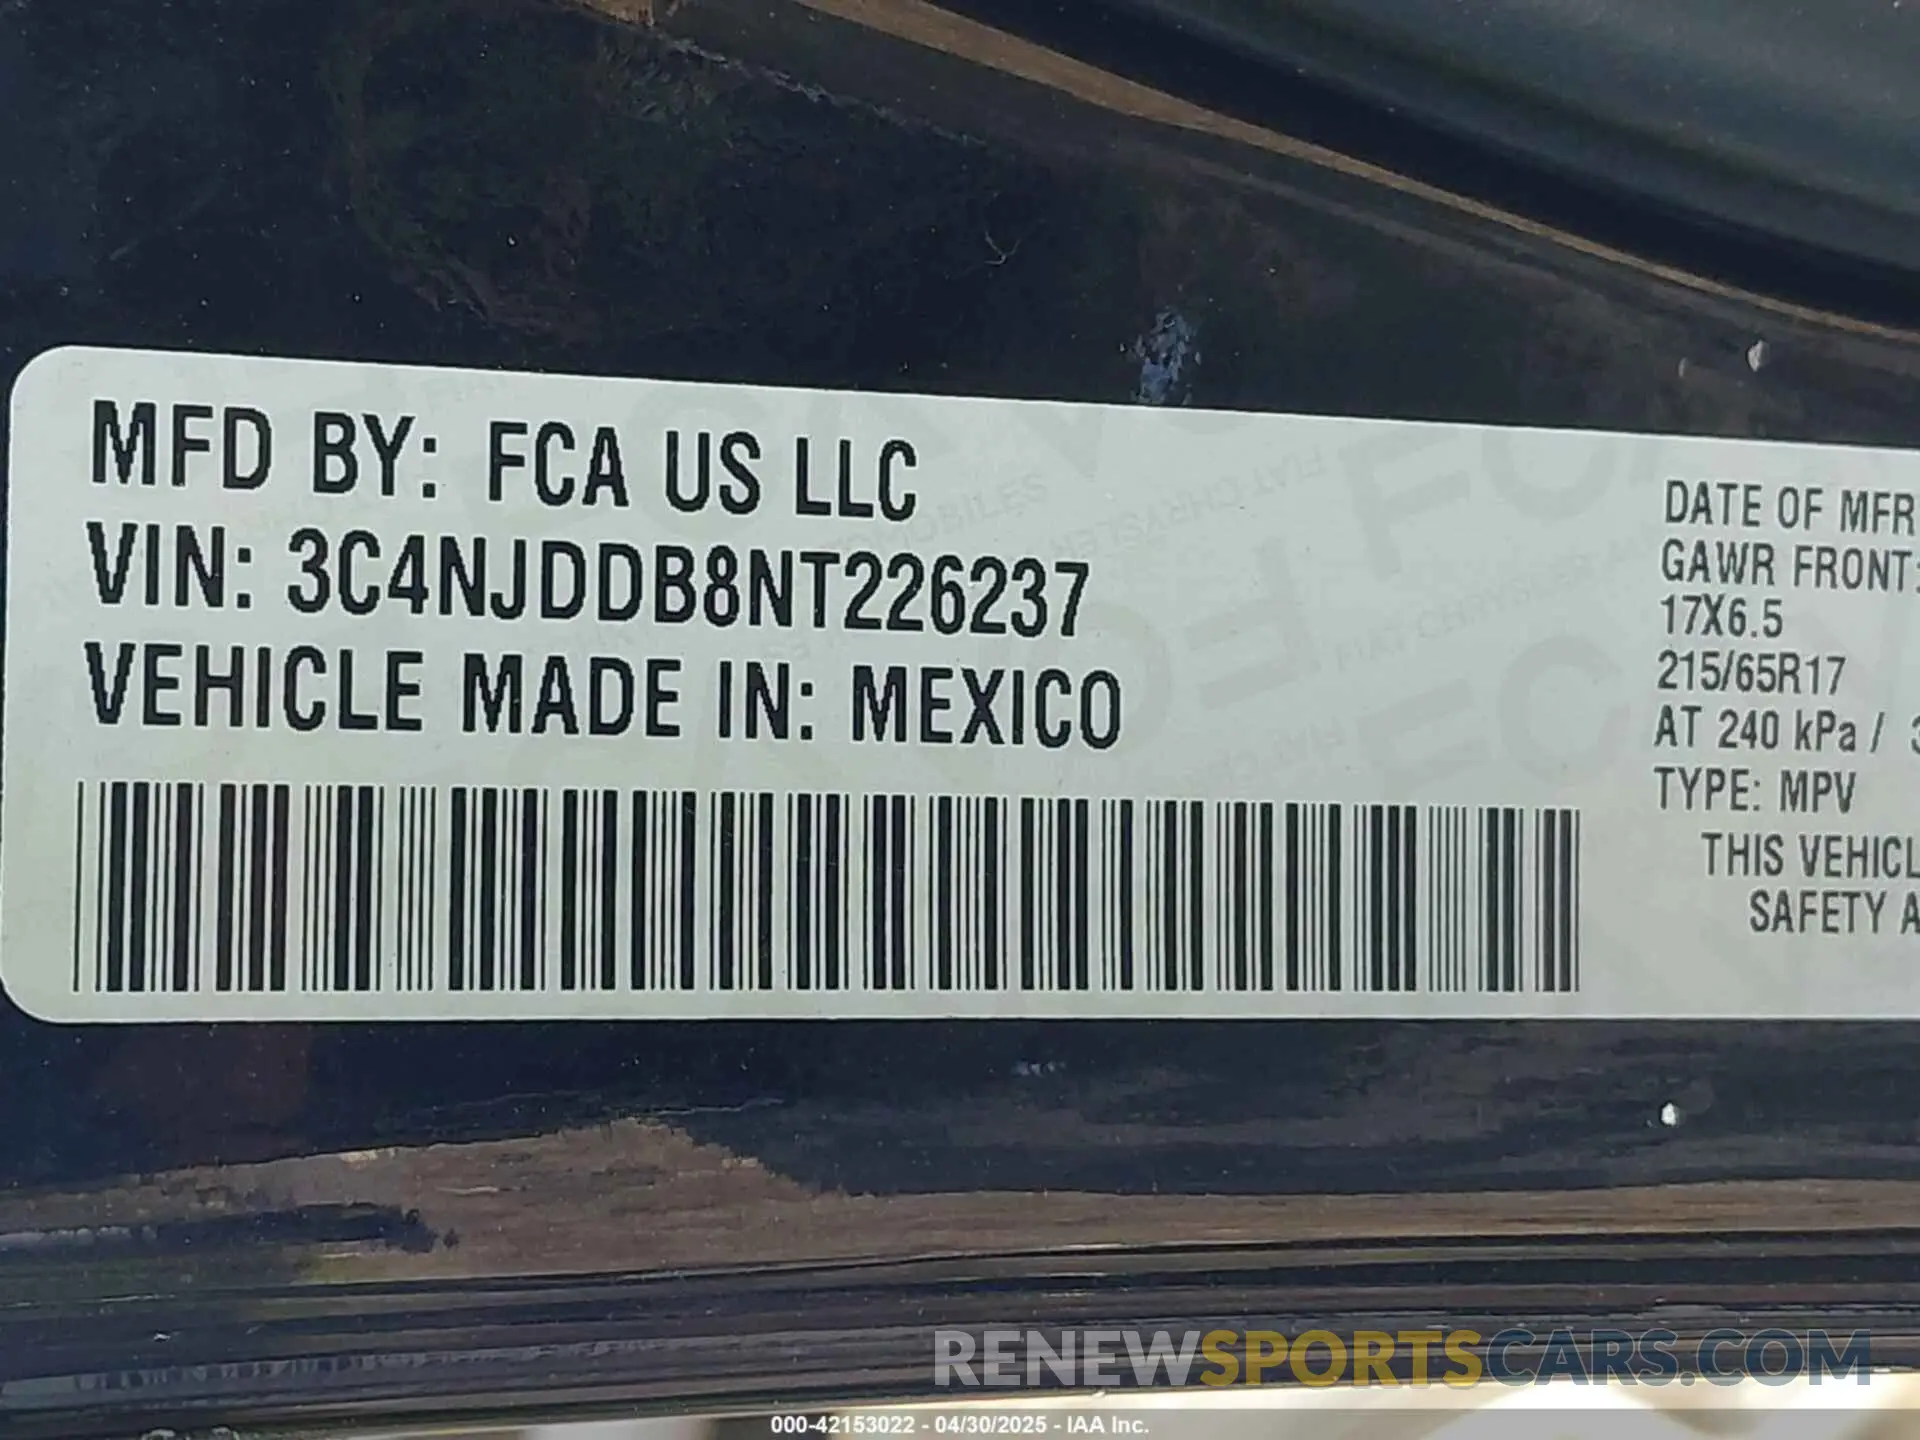 MFD BY: FCA US LLC
VIN: 3C4NJDDB8NT226237
VEHICLE MADE IN: MEXICO
DATE OF MFR
GAWR FRONT:
17X6.5
215/65R17
AT 240 kPa /
TYPE: MPV
THIS VEHICL
SAFETY A
RENEWSPORTSCARS.COM
000-42153022 - 04/30/2025 - IAA Inc.